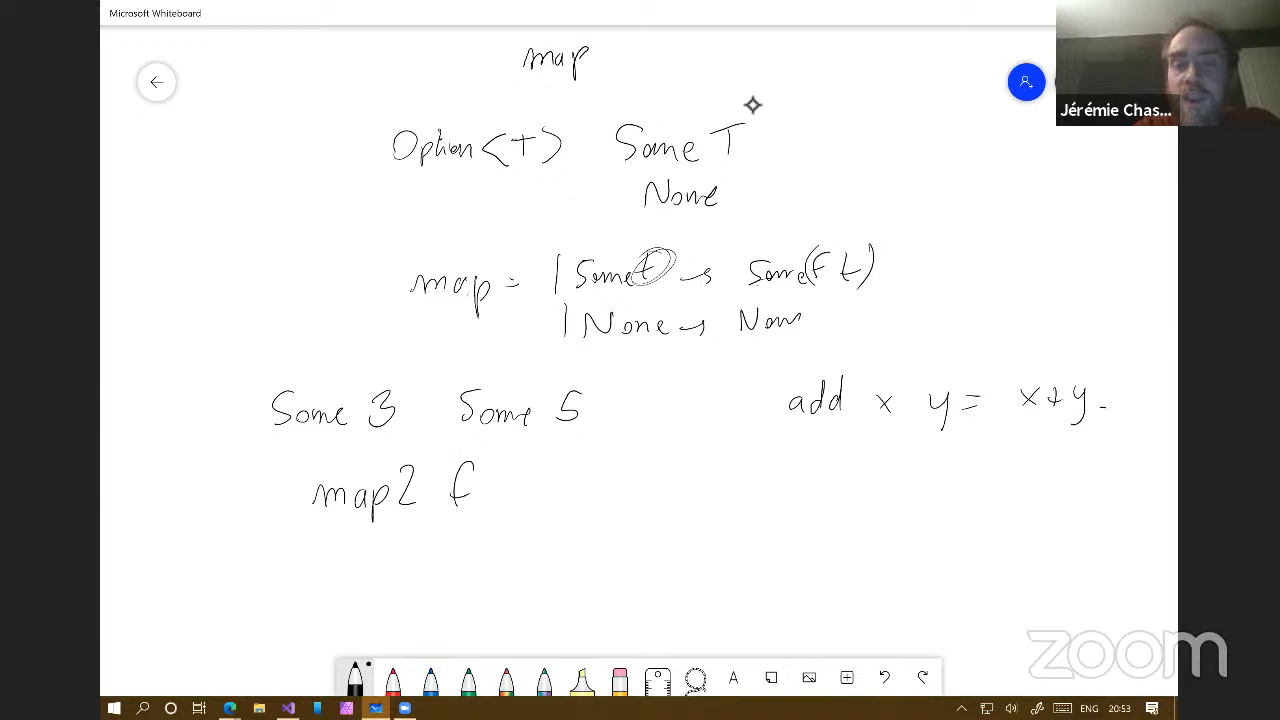 Microsoft Whiteboard
map
Jérémie Chas...
Option<T> Some T
None
map = | Some t → Some(f t)
| None → None
Some 3 Some 5 add x y = x+y
map2 f
zoom
A
ENG 20:53